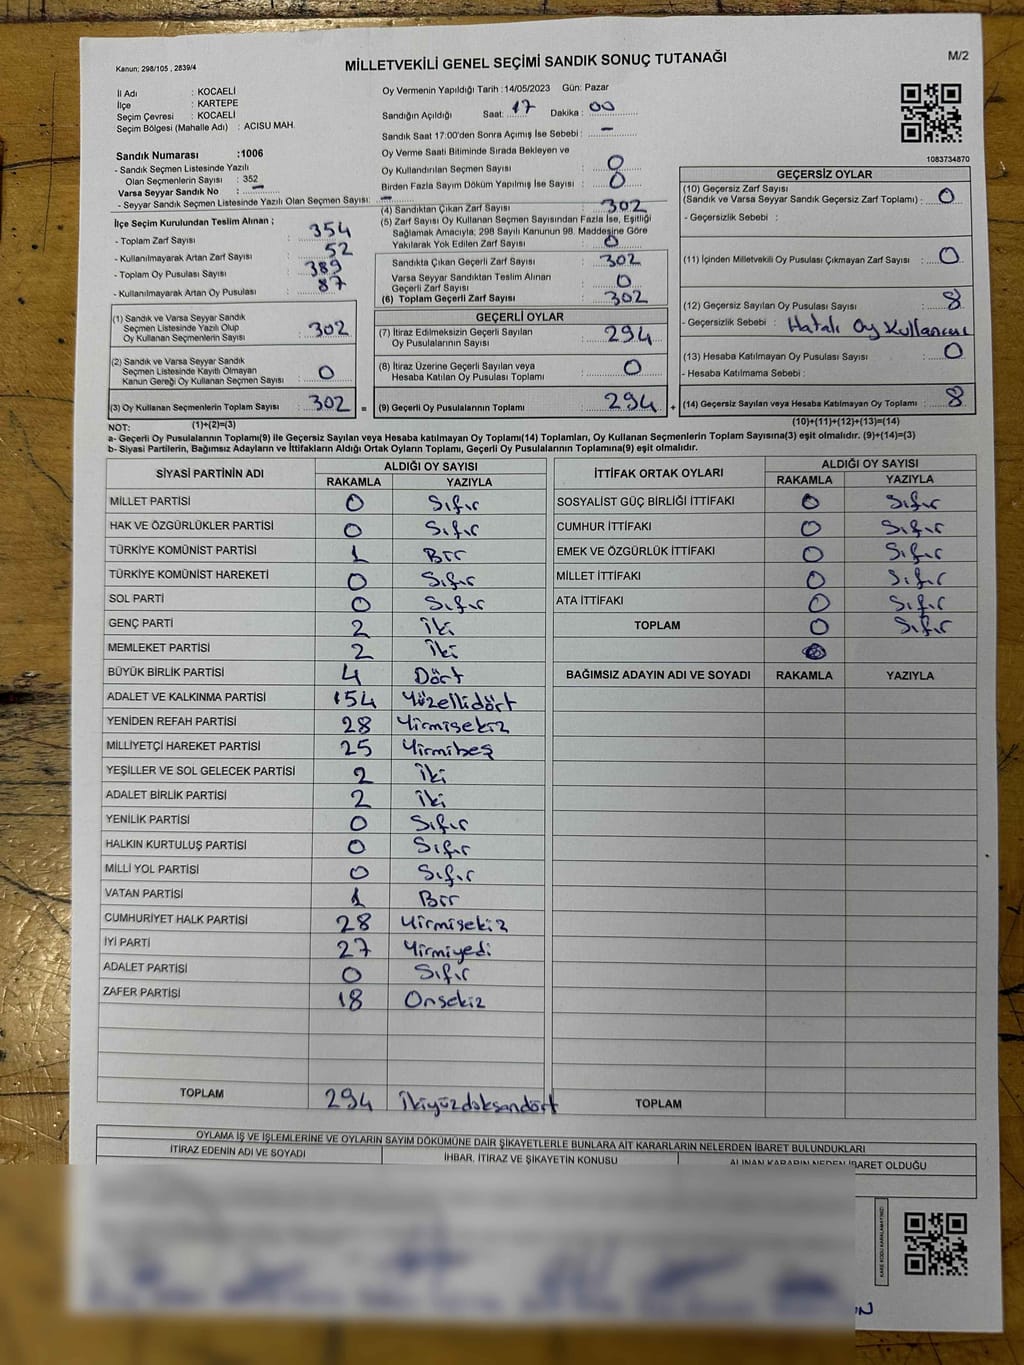 Kanun: 298/105 , 2839/4
MİLLETVEKİLİ GENEL SEÇİMİ SANDIK SONUÇ TUTANAĞI
M/2
İl Adı : KOCAELİ
İlçe : KARTEPE
Seçim Çevresi : KOCAELİ
Seçim Bölgesi (Mahalle Adı) : ACISU MAH.
Sandık Numarası :1006
- Sandık Seçmen Listesinde Yazılı
Olan Seçmenlerin Sayısı : 352
Varsa Seyyar Sandık No : –
- Seyyar Sandık Seçmen Listesinde Yazılı Olan Seçmen Sayısı: –
İlçe Seçim Kurulundan Teslim Alınan ;
- Toplam Zarf Sayısı : 354
- Kullanılmayarak Artan Zarf Sayısı : 52
- Toplam Oy Pusulası Sayısı : 389
- Kullanılmayarak Artan Oy Pusulası : 87
(1) Sandık ve Varsa Seyyar Sandık
Seçmen Listesinde Yazılı Olup
Oy Kullanan Seçmenlerin Sayısı : 302
(2) Sandık ve Varsa Seyyar Sandık
Seçmen Listesinde Kayıtlı Olmayan
Kanun Gereği Oy Kullanan Seçmen Sayısı : 0
(3) Oy Kullanan Seçmenlerin Toplam Sayısı : 302 =
Oy Vermenin Yapıldığı Tarih :14/05/2023 Gün: Pazar
Sandığın Açıldığı Saat: 17 Dakika : 00
Sandık Saat 17:00'den Sonra Açımış İse Sebebi : –
Oy Verme Saati Bitiminde Sırada Bekleyen ve
Oy Kullandırılan Seçmen Sayısı : 0
Birden Fazla Sayım Döküm Yapılmış İse Sayısı : 0
(4) Sandıktan Çıkan Zarf Sayısı : 302
(5) Zarf Sayısı Oy Kullanan Seçmen Sayısından Fazla İse, Eşitliği
Sağlamak Amacıyla; 298 Sayılı Kanunun 98. Maddesine Göre
Yakılarak Yok Edilen Zarf Sayısı : 0
Sandıkta Çıkan Geçerli Zarf Sayısı : 302
Varsa Seyyar Sandıktan Teslim Alınan
Geçerli Zarf Sayısı : 0
(6) Toplam Geçerli Zarf Sayısı : 302
GEÇERLİ OYLAR
(7) İtiraz Edilmeksizin Geçerli Sayılan
Oy Pusulalarının Sayısı : 294
(8) İtiraz Üzerine Geçerli Sayılan veya
Hesaba Katılan Oy Pusulası Toplamı : 0
(9) Geçerli Oy Pusulalarının Toplamı : 294 +
1083734870
GEÇERSİZ OYLAR
(10) Geçersiz Zarf Sayısı
(Sandık ve Varsa Seyyar Sandık Geçersiz Zarf Toplamı) : 0
- Geçersizlik Sebebi :
(11) İçinden Milletvekili Oy Pusulası Çıkmayan Zarf Sayısı : 0
(12) Geçersiz Sayılan Oy Pusulası Sayısı : 8
- Geçersizlik Sebebi : Hatalı Oy Kullanımı
(13) Hesaba Katılmayan Oy Pusulası Sayısı : 0
- Hesaba Katılmama Sebebi :
(14) Geçersiz Sayılan veya Hesaba Katılmayan Oy Toplamı : 8
NOT: (1)+(2)=(3) (10)+(11)+(12)+(13)=(14)
a- Geçerli Oy Pusulalarının Toplamı(9) ile Geçersiz Sayılan veya Hesaba katılmayan Oy Toplamı(14) Toplamları, Oy Kullanan Seçmenlerin Toplam Sayısına(3) eşit olmalıdır. (9)+(14)=(3)
b- Siyasi Partilerin, Bağımsız Adayların ve İttifakların Aldığı Ortak Oyların Toplamı, Geçerli Oy Pusulalarının Toplamına(9) eşit olmalıdır.
SİYASİ PARTİNİN ADI ALDIĞI OY SAYISI
RAKAMLA YAZIYLA
MİLLET PARTİSİ 0 Sıfır
HAK VE ÖZGÜRLÜKLER PARTİSİ 0 Sıfır
TÜRKİYE KOMÜNİST PARTİSİ 1 Bir
TÜRKİYE KOMÜNİST HAREKETİ 0 Sıfır
SOL PARTİ 0 Sıfır
GENÇ PARTİ 2 İki
MEMLEKET PARTİSİ 2 İki
BÜYÜK BİRLİK PARTİSİ 4 Dört
ADALET VE KALKINMA PARTİSİ 154 Yüzellidört
YENİDEN REFAH PARTİSİ 28 Yirmisekiz
MİLLİYETÇİ HAREKET PARTİSİ 25 Yirmibeş
YEŞİLLER VE SOL GELECEK PARTİSİ 2 İki
ADALET BİRLİK PARTİSİ 2 İki
YENİLİK PARTİSİ 0 Sıfır
HALKIN KURTULUŞ PARTİSİ 0 Sıfır
MİLLİ YOL PARTİSİ 0 Sıfır
VATAN PARTİSİ 1 Bir
CUMHURİYET HALK PARTİSİ 28 Yirmisekiz
İYİ PARTİ 27 Yirmiyedi
ADALET PARTİSİ 0 Sıfır
ZAFER PARTİSİ 18 Onsekiz
TOPLAM 294 İkiyüzdoksandört
İTTİFAK ORTAK OYLARI ALDIĞI OY SAYISI
RAKAMLA YAZIYLA
SOSYALİST GÜÇ BİRLİĞİ İTTİFAKI 0 Sıfır
CUMHUR İTTİFAKI 0 Sıfır
EMEK VE ÖZGÜRLÜK İTTİFAKI 0 Sıfır
MİLLET İTTİFAKI 0 Sıfır
ATA İTTİFAKI 0 Sıfır
TOPLAM 0 Sıfır
BAĞIMSIZ ADAYIN ADI VE SOYADI RAKAMLA YAZIYLA
TOPLAM
OYLAMA İŞ VE İŞLEMLERİNE VE OYLARIN SAYIM DÖKÜMÜNE DAİR ŞİKAYETLERLE BUNLARA AİT KARARLARIN NELERDEN İBARET BULUNDUKLARI
İTİRAZ EDENİN ADI VE SOYADI İHBAR, İTİRAZ VE ŞİKAYETİN KONUSU ALINAN KARARIN NEDEN İBARET OLDUĞU
KARE KODU KARALAMAYINIZ!